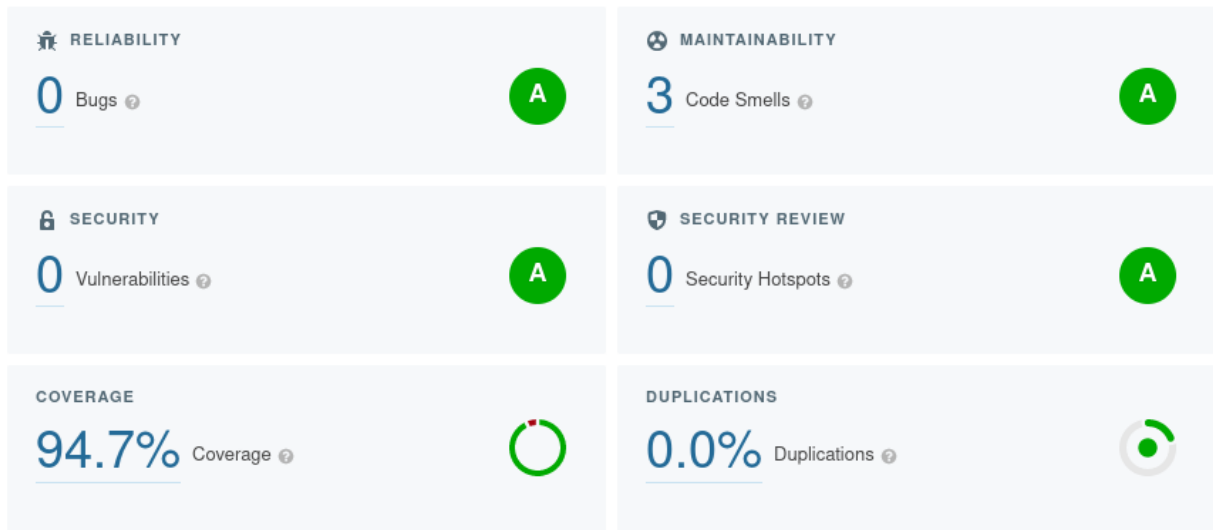 RELIABILITY
0 Bugs ?
A
MAINTAINABILITY
3 Code Smells ?
A
SECURITY
0 Vulnerabilities ?
A
SECURITY REVIEW
0 Security Hotspots ?
A
COVERAGE
94.7% Coverage ?
DUPLICATIONS
0.0% Duplications ?